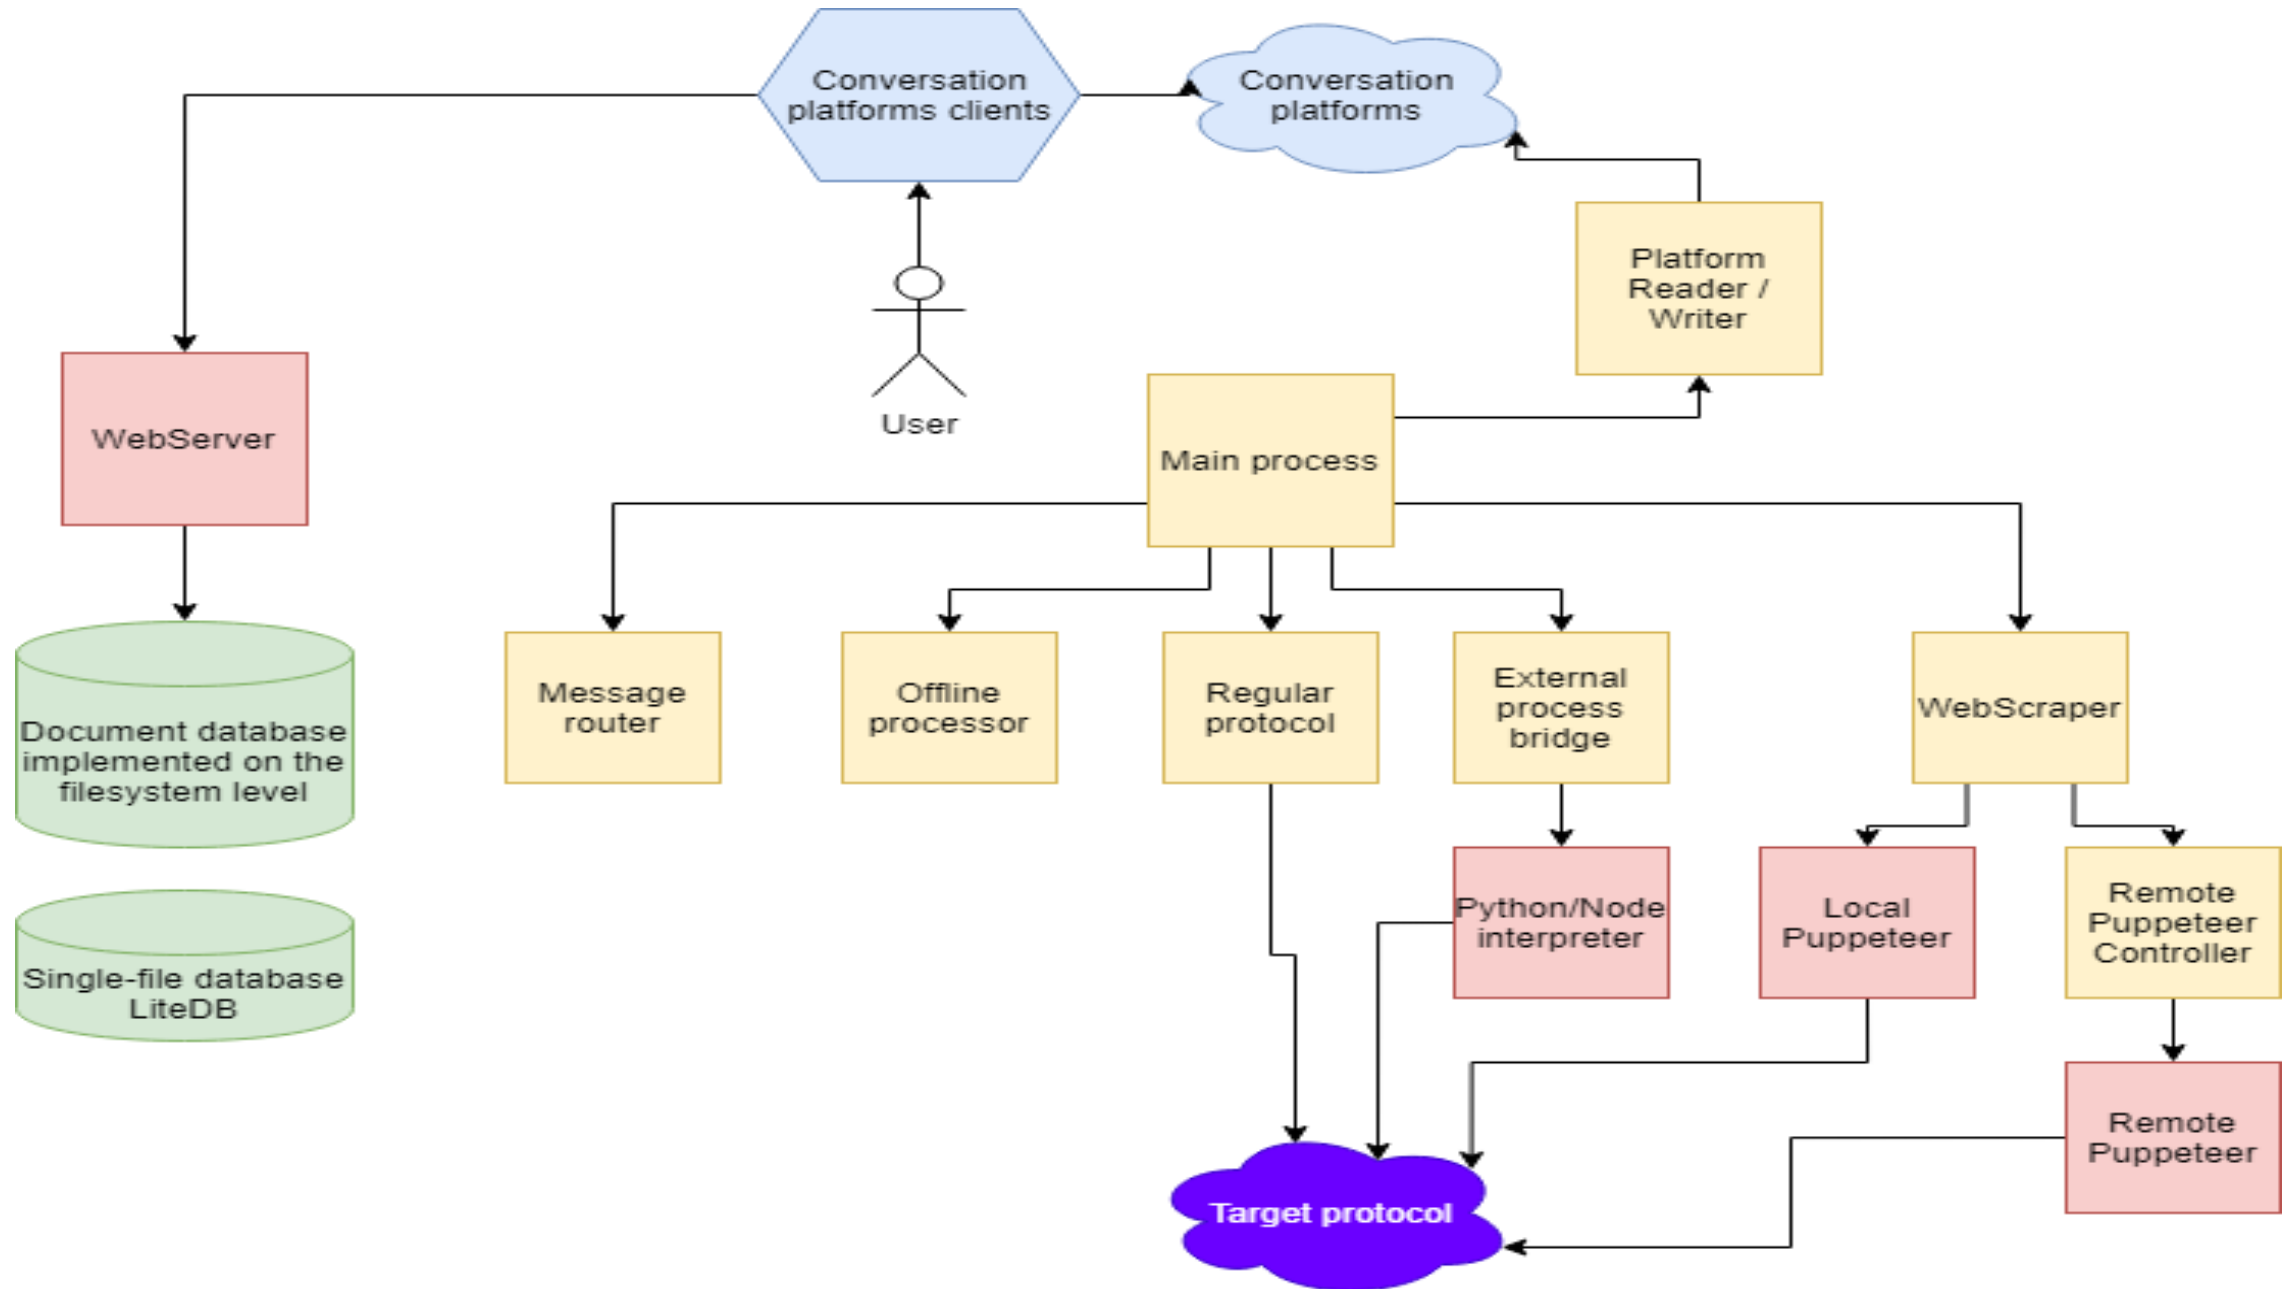 Conversation
platforms clients
Conversation
platforms
Platform
Reader /
Writer
User
WebServer
Main process
Document database
implemented on the
filesystem level
Message
router
Offline
processor
Regular
protocol
External
process
bridge
WebScraper
Single-file database
LiteDB
Python/Node
interpreter
Local
Puppeteer
Remote
Puppeteer
Controller
Remote
Puppeteer
Target protocol